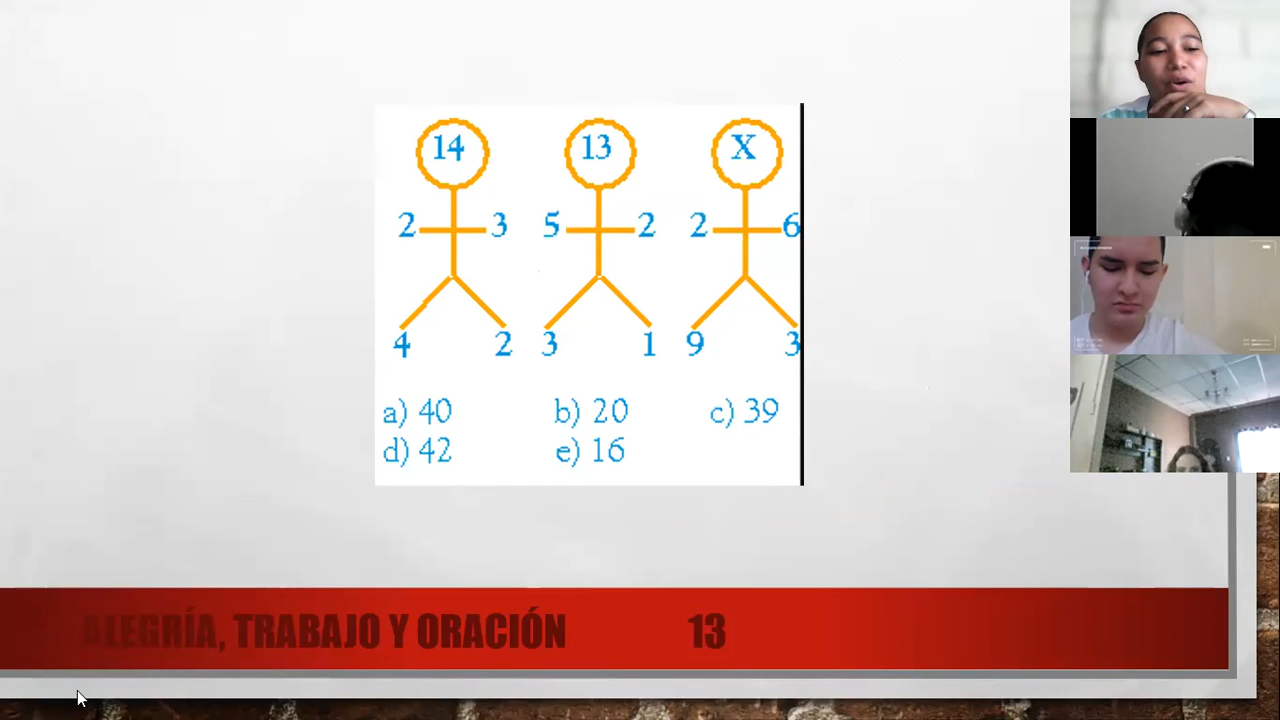 14 13 X
2 3 5 2 2 6
4 2 3 1 9 3
a) 40 b) 20 c) 39
d) 42 e) 16
ALEGRÍA, TRABAJO Y ORACIÓN 13